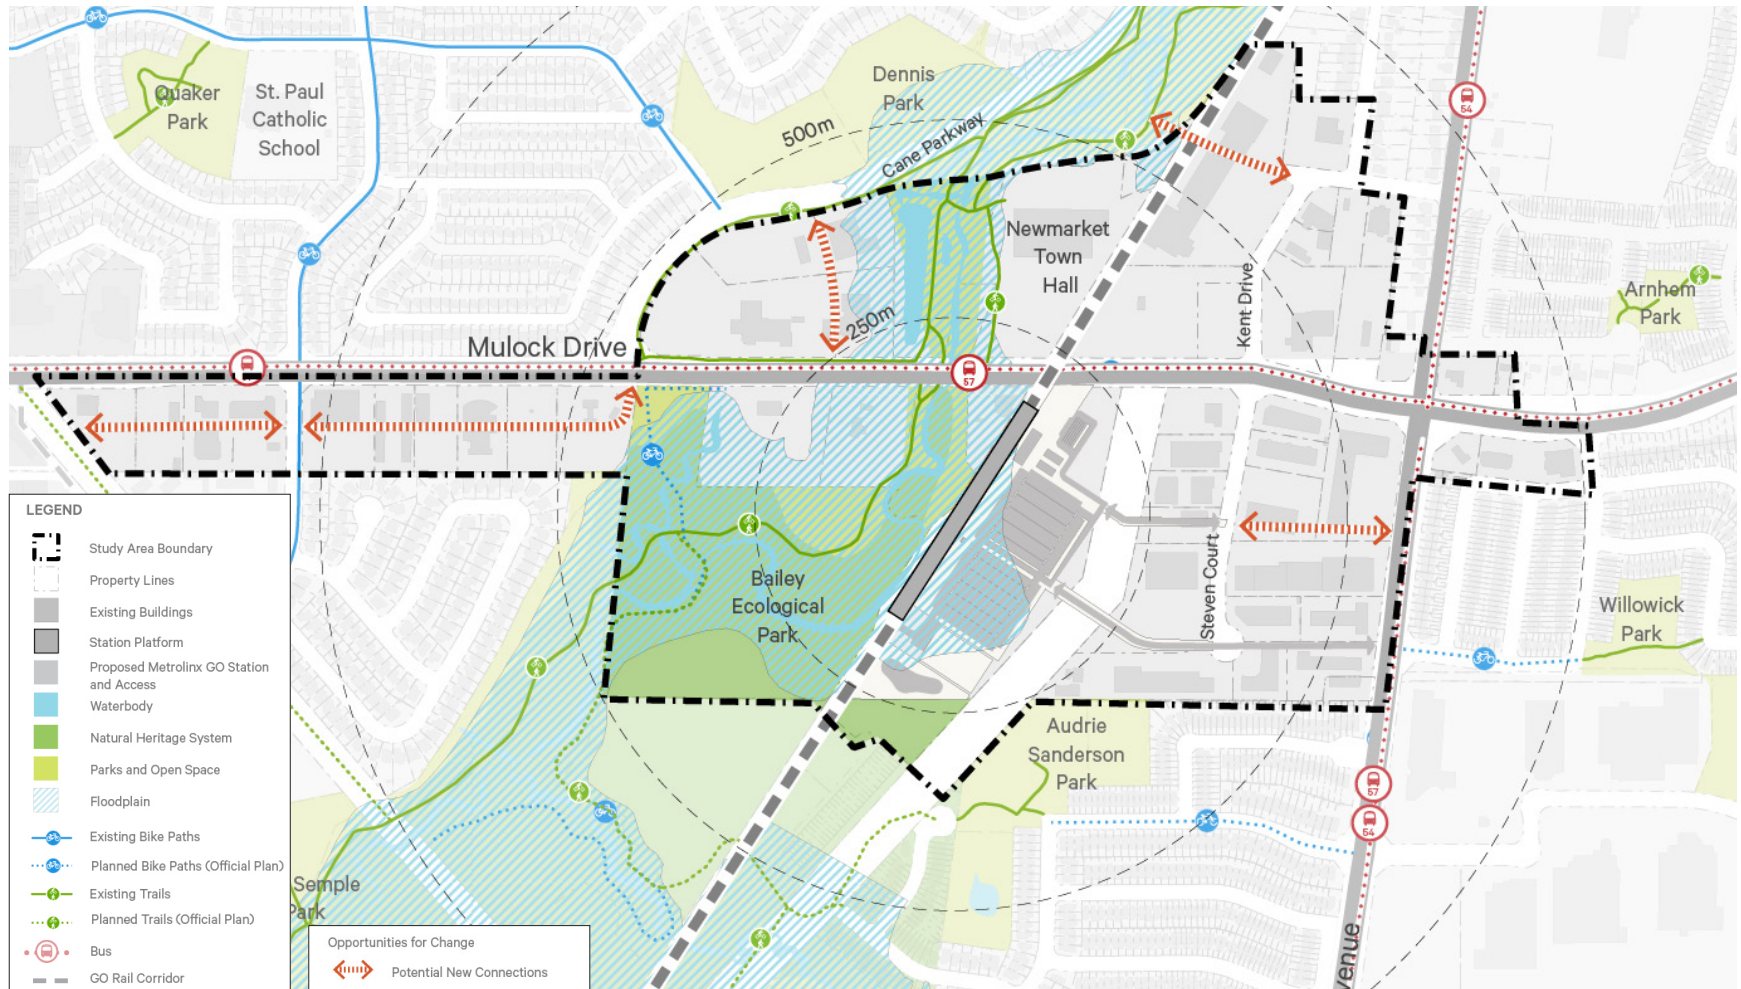 Quaker
Park
St. Paul
Catholic
School
Dennis
Park
500m
Cane Parkway
54
Newmarket
Town
Hall
Kent Drive
Arnhem
Park
250m
Mulock Drive
57
Steven Court
Bailey
Ecological
Park
Willowick
Park
Audrie
Sanderson
Park
57
54
Semple
Park
venue
LEGEND
Study Area Boundary
Property Lines
Existing Buildings
Station Platform
Proposed Metrolinx GO Station
and Access
Waterbody
Natural Heritage System
Parks and Open Space
Floodplain
Existing Bike Paths
Planned Bike Paths (Official Plan)
Existing Trails
Planned Trails (Official Plan)
Bus
GO Rail Corridor
Opportunities for Change
Potential New Connections